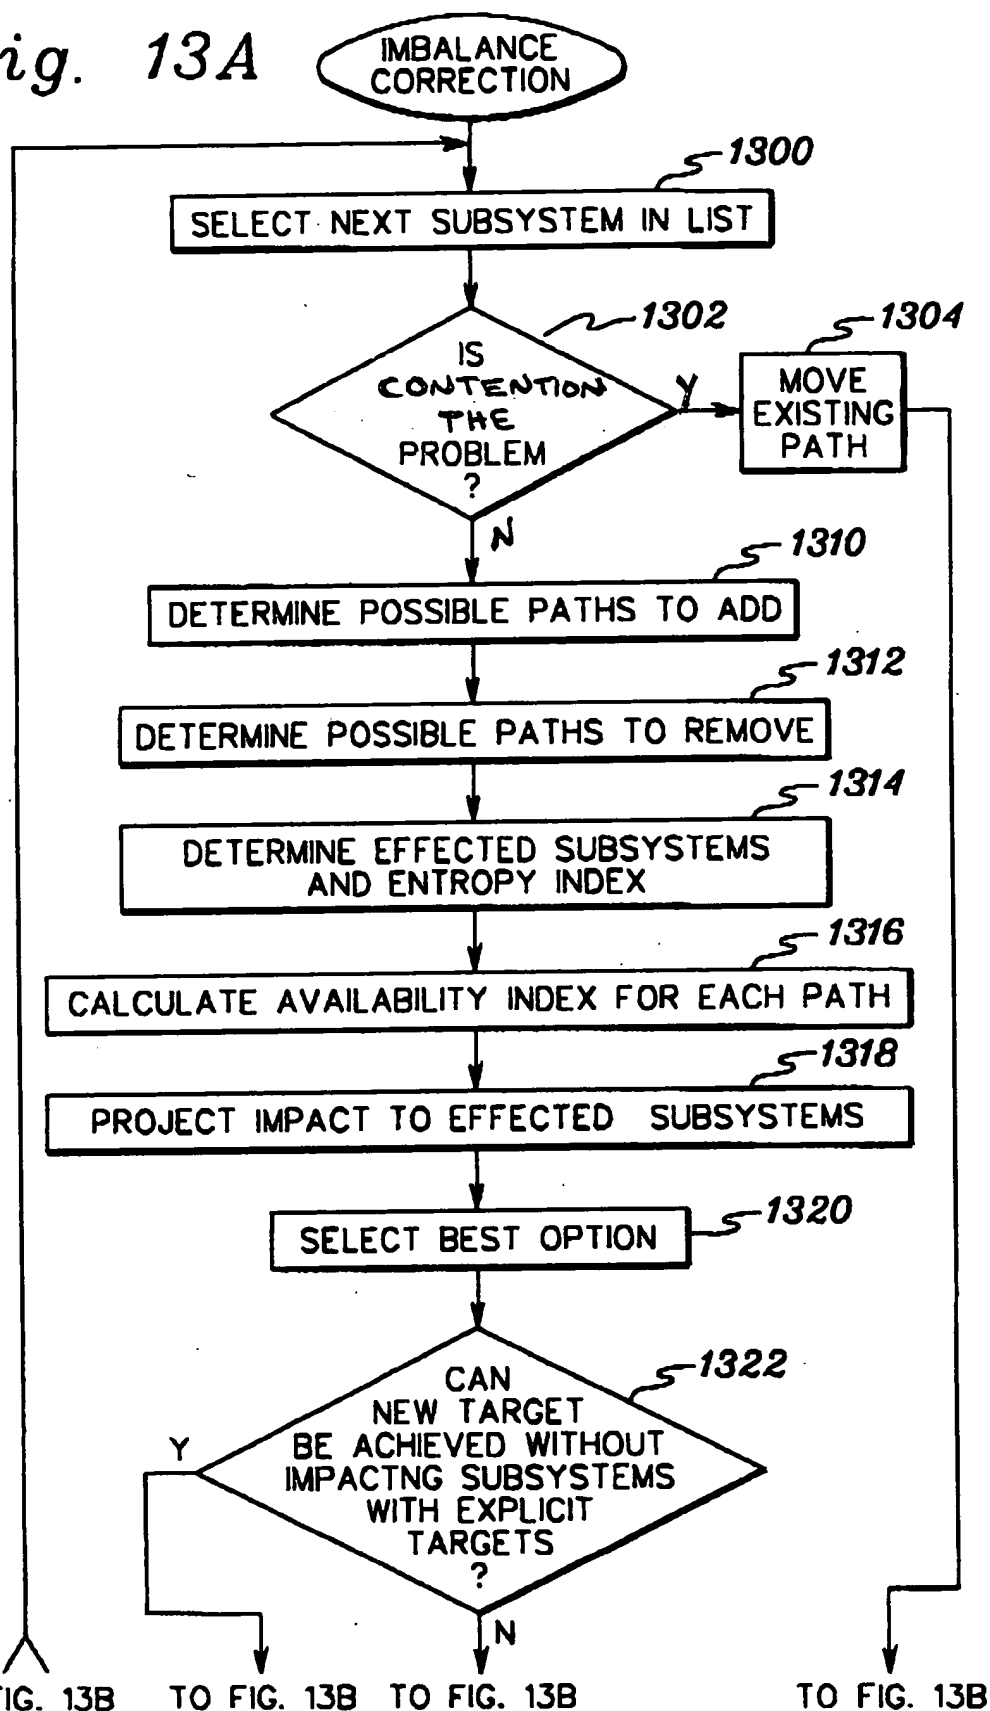 ig. 13A
IMBALANCE
CORRECTION
1300
SELECT NEXT SUBSYSTEM IN LIST
1302
1304
IS
CONTENTION
THE
PROBLEM
?
Y
MOVE
EXISTING
PATH
N
1310
DETERMINE POSSIBLE PATHS TO ADD
1312
DETERMINE POSSIBLE PATHS TO REMOVE
1314
DETERMINE EFFECTED SUBSYSTEMS
AND ENTROPY INDEX
1316
CALCULATE AVAILABILITY INDEX FOR EACH PATH
1318
PROJECT IMPACT TO EFFECTED SUBSYSTEMS
1320
SELECT BEST OPTION
1322
CAN
NEW TARGET
BE ACHIEVED WITHOUT
IMPACTNG SUBSYSTEMS
WITH EXPLICIT
TARGETS
?
Y
N
IG. 13B
TO FIG. 13B
TO FIG. 13B
TO FIG. 13B